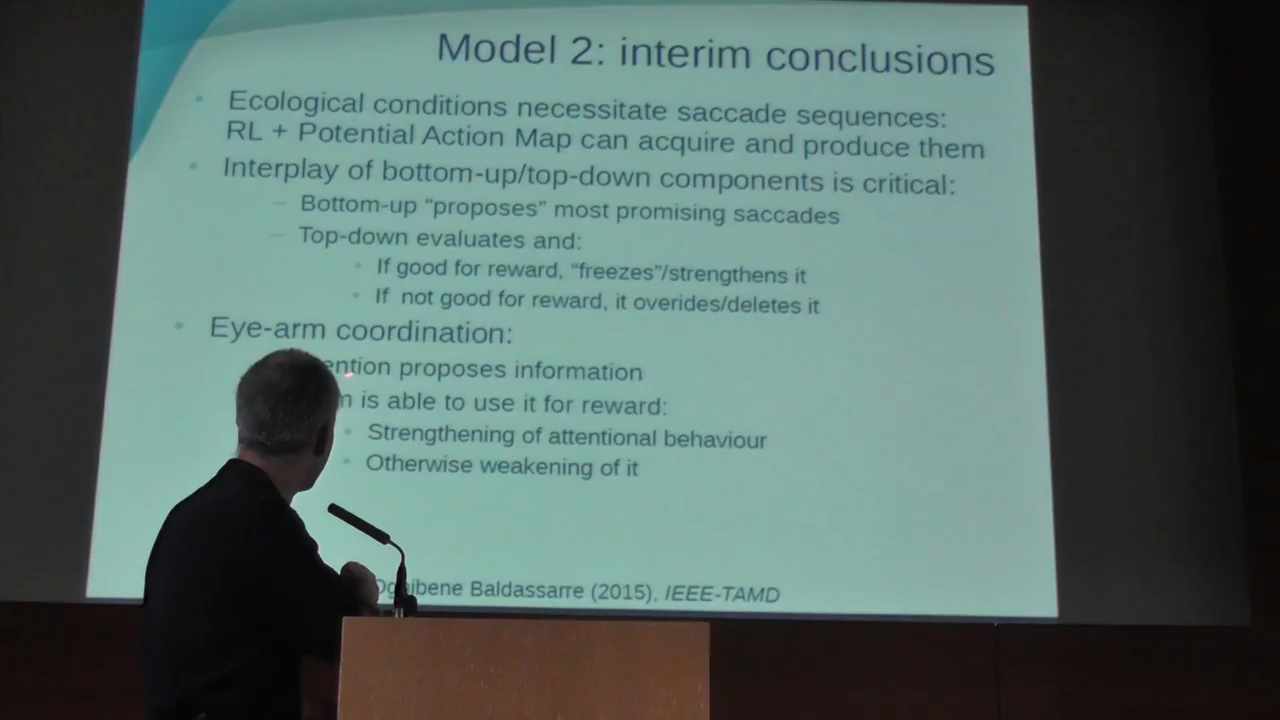 Model 2: interim conclusions
Ecological conditions necessitate saccade sequences:
RL + Potential Action Map can acquire and produce them
Interplay of bottom-up/top-down components is critical:
Bottom-up “proposes” most promising saccades
Top-down evaluates and:
If good for reward, “freezes”/strengthens it
If not good for reward, it overides/deletes it
Eye-arm coordination:
proposes information
is able to use it for reward:
Strengthening of attentional behaviour
Otherwise weakening of it
Baldassarre (2015), IEEE-TAMD